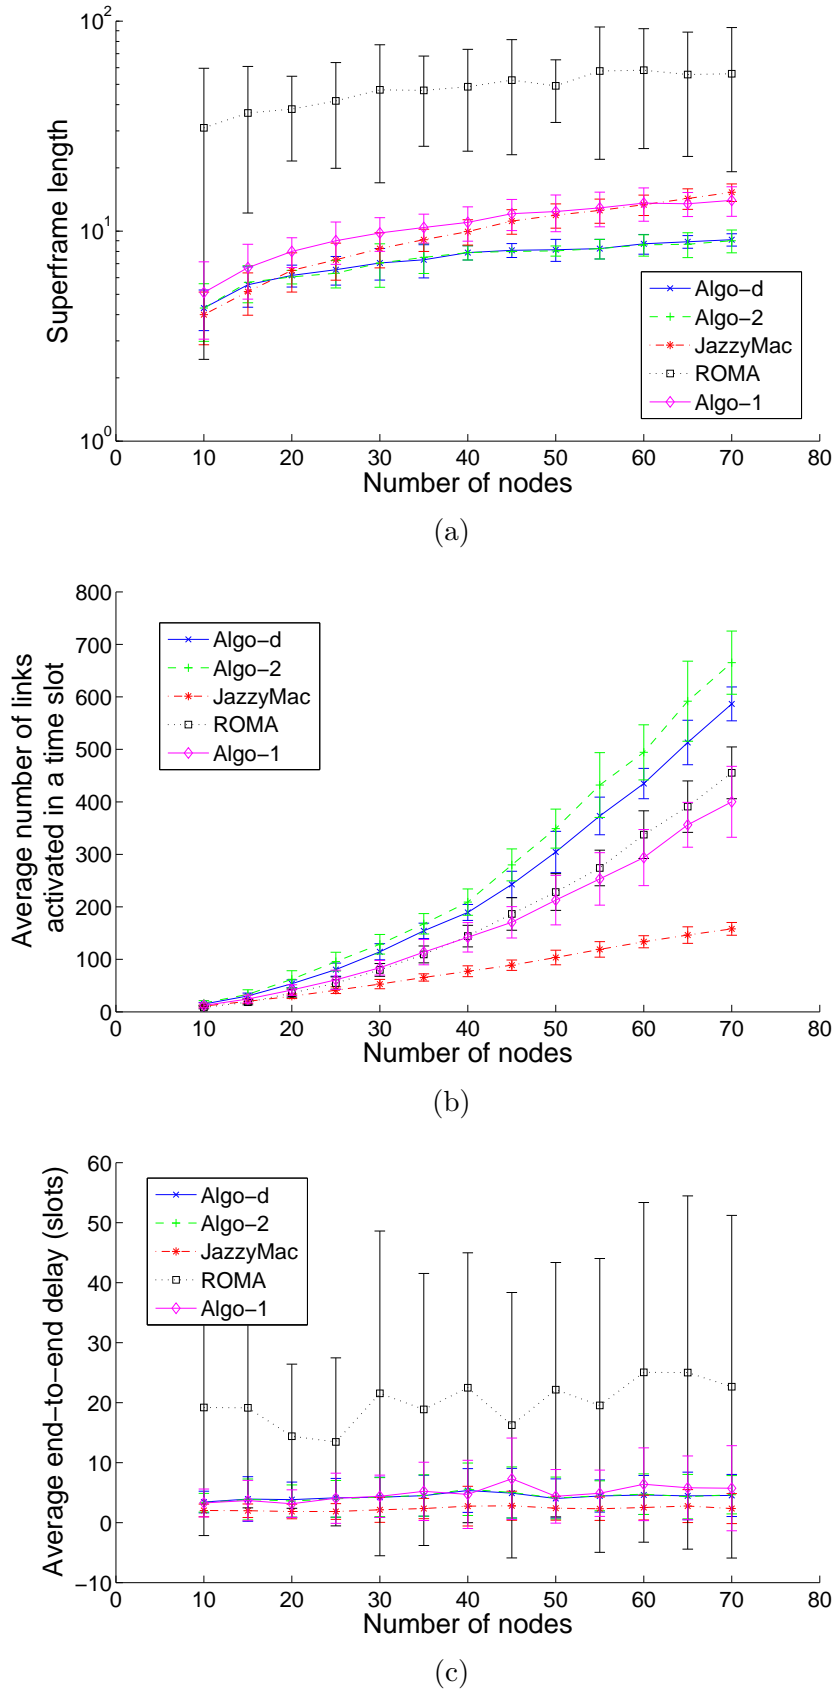 10^2
10^1
10^0
Superframe length
Algo-d
Algo-2
JazzyMac
ROMA
Algo-1
0 10 20 30 40 50 60 70 80
Number of nodes
(a)
800
700
600
500
400
300
200
100
0
Average number of links
activated in a time slot
Algo-d
Algo-2
JazzyMac
ROMA
Algo-1
0 10 20 30 40 50 60 70 80
Number of nodes
(b)
60
50
40
30
20
10
0
-10
Average end-to-end delay (slots)
Algo-d
Algo-2
JazzyMac
ROMA
Algo-1
0 10 20 30 40 50 60 70 80
Number of nodes
(c)